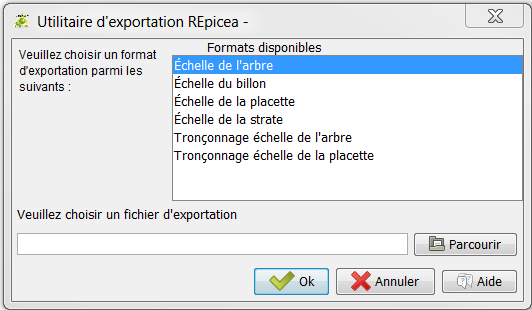 Utilitaire d'exportation REpicea -
Veuillez choisir un format
d'exportation parmi les
suivants :
Formats disponibles
Échelle de l'arbre
Échelle du billon
Échelle de la placette
Échelle de la strate
Tronçonnage échelle de l'arbre
Tronçonnage échelle de la placette
Veuillez choisir un fichier d'exportation
Parcourir
Ok
Annuler
Aide